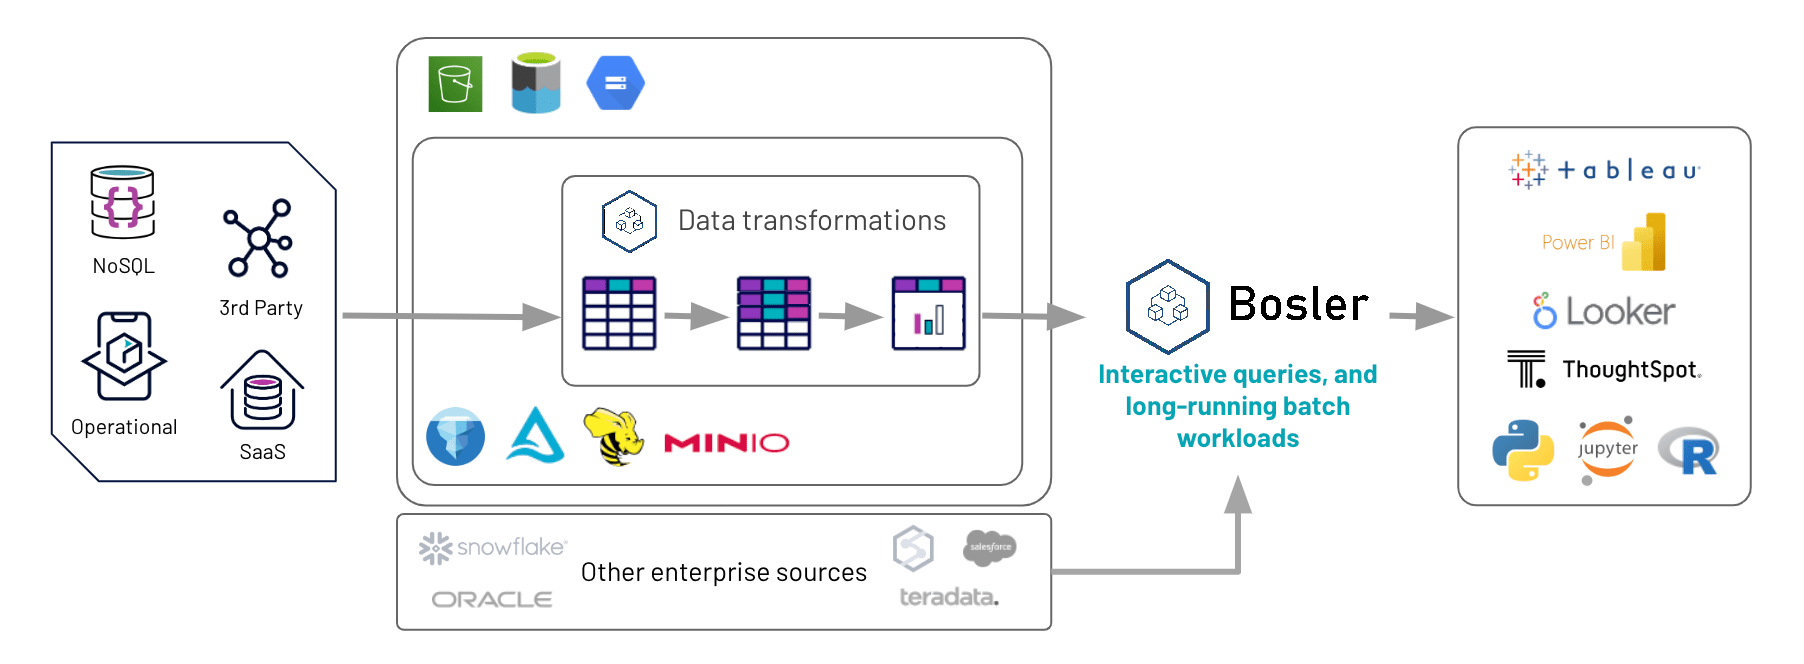 NoSQL
3rd Party
Operational
SaaS
Data transformations
MINIO
snowflake®
ORACLE
Other enterprise sources
salesforce
teradata.
Bosler
Interactive queries, and
long-running batch
workloads
+ableau
Power BI
Looker
ThoughtSpot®
jupyter
R